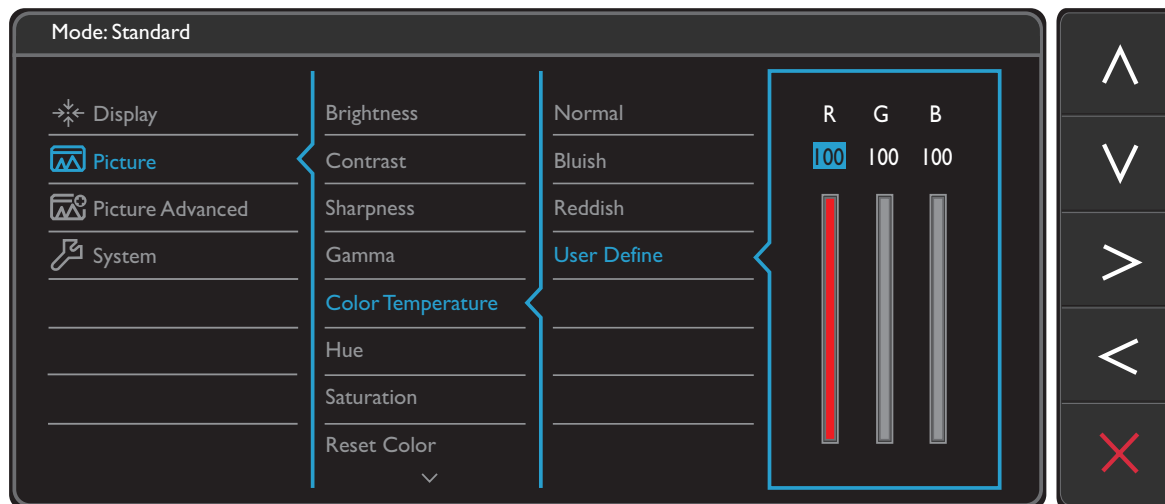 Mode: Standard
Display
Picture
Picture Advanced
System
Brightness
Contrast
Sharpness
Gamma
Color Temperature
Hue
Saturation
Reset Color
Normal
Bluish
Reddish
User Define
R G B
100 100 100